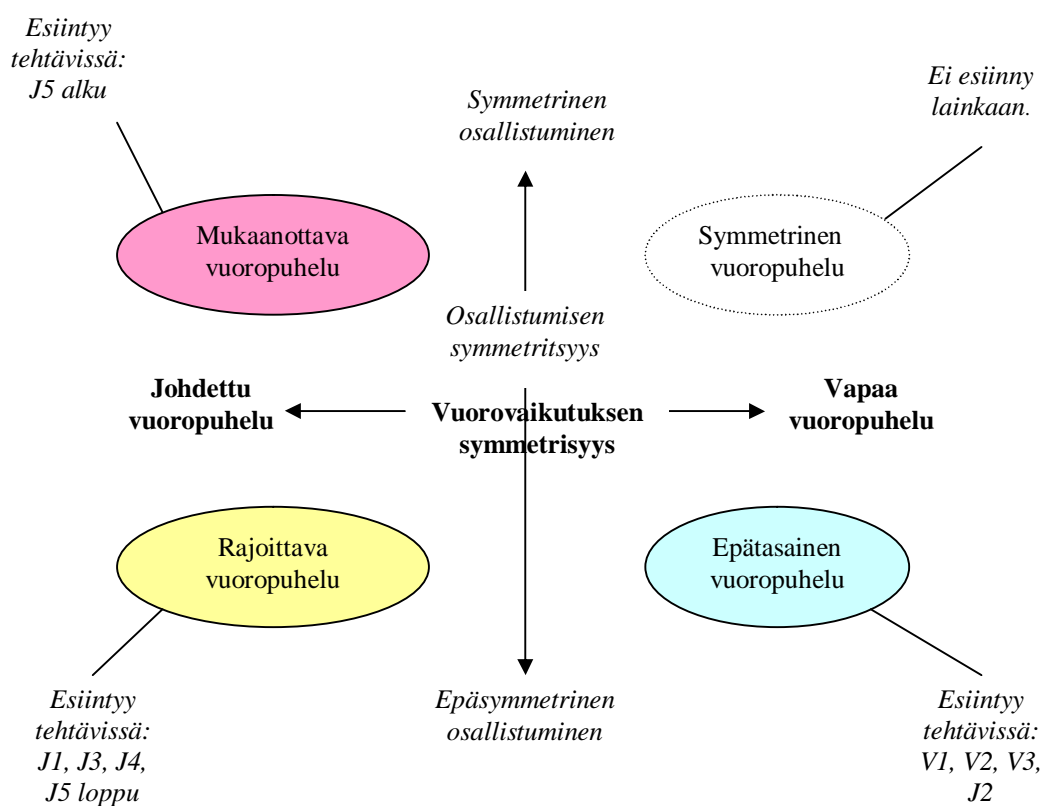 Esiintyy
tehtävissä:
J5 alku
Ei esiinny
lainkaan.
Symmetrinen
osallistuminen
Mukaanottava
vuoropuhelu
Symmetrinen
vuoropuhelu
Osallistumisen
symmetritsyys
Johdettu
vuoropuhelu
Vuorovaikutuksen
symmetrisyys
Vapaa
vuoropuhelu
Rajoittava
vuoropuhelu
Epätasainen
vuoropuhelu
Esiintyy
tehtävissä:
J1, J3, J4,
J5 loppu
Epäsymmetrinen
osallistuminen
Esiintyy
tehtävissä:
V1, V2, V3,
J2